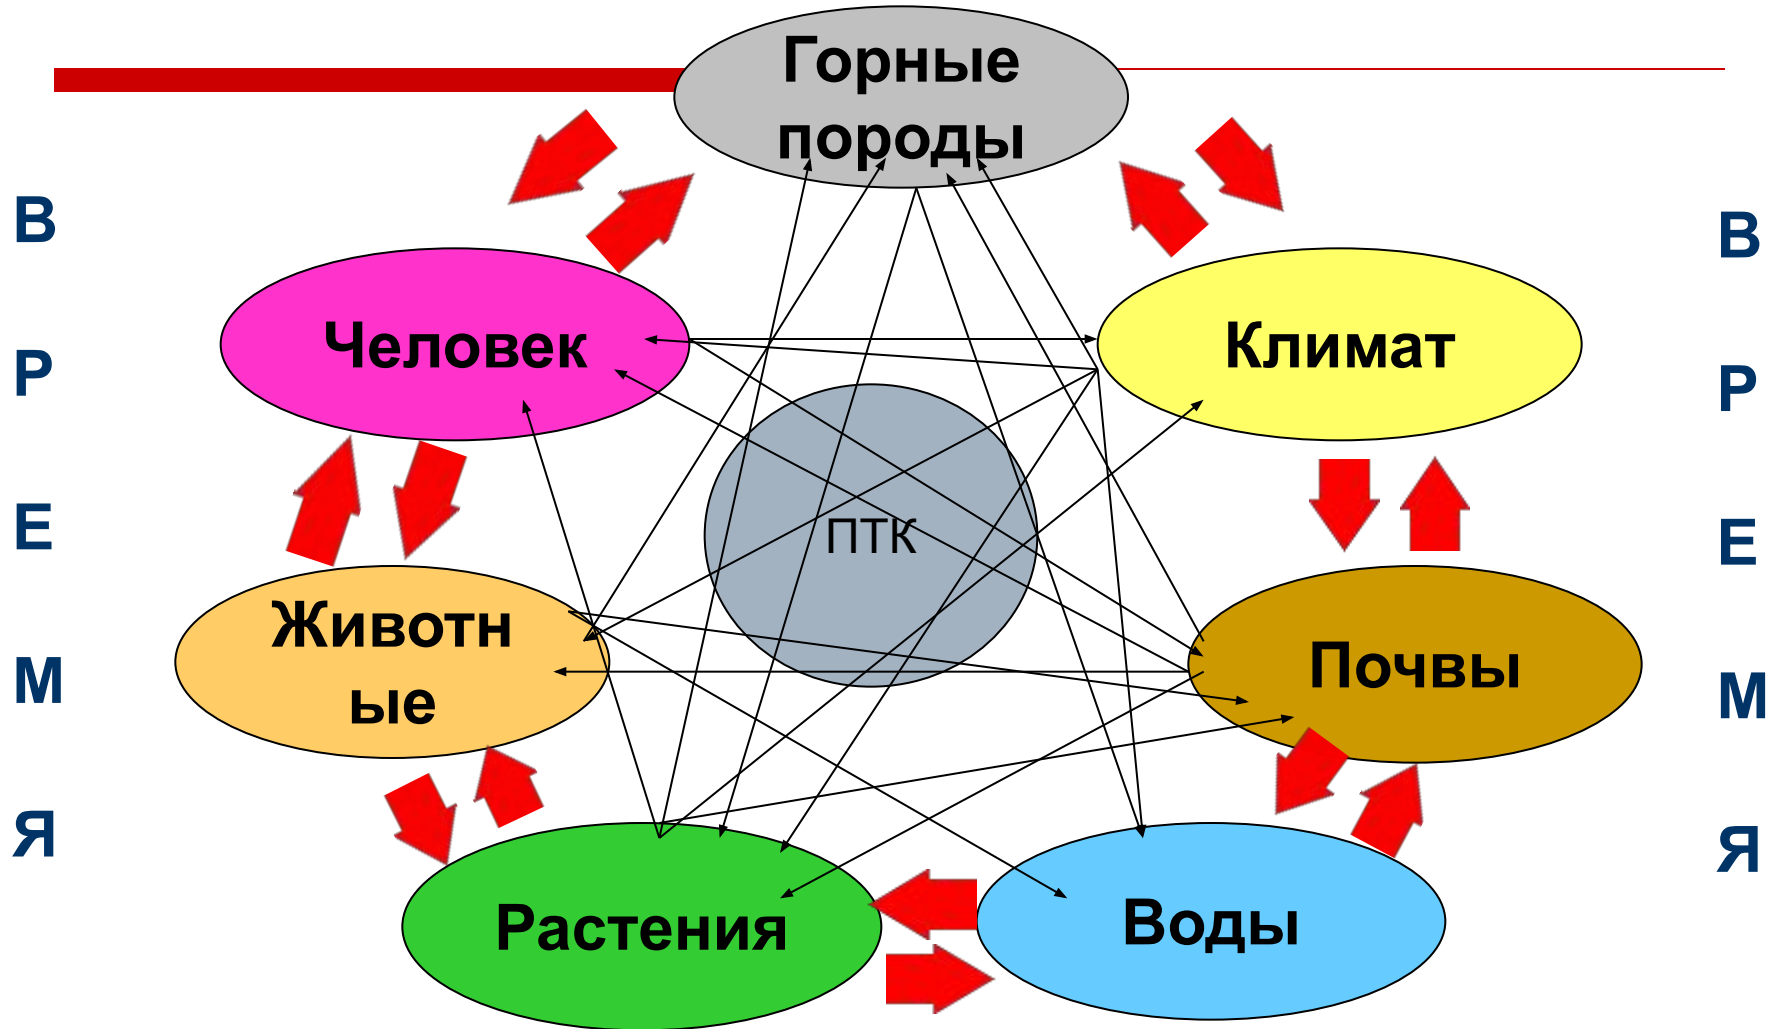 Горные
породы
В
Р
Е
М
Я
Человек
Климат
В
Р
Е
М
Я
ПТК
Животн
ые
Почвы
Растения
Воды